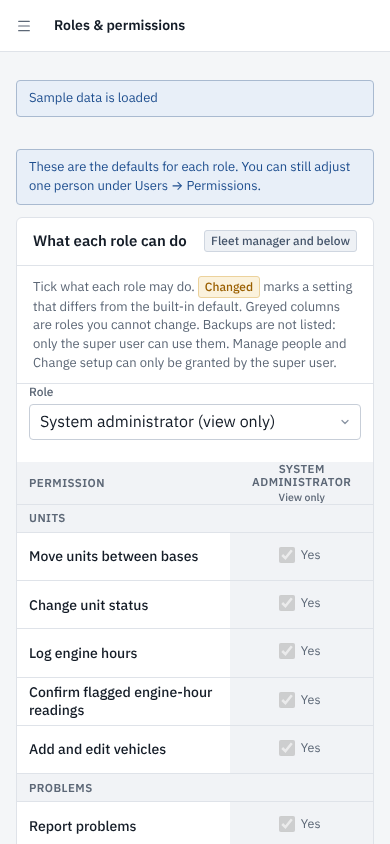 Roles & permissions
Sample data is loaded
These are the defaults for each role. You can still adjust
one person under Users → Permissions.
What each role can do
Fleet manager and below
Tick what each role may do. Changed marks a setting
that differs from the built-in default. Greyed columns
are roles you cannot change. Backups are not listed:
only the super user can use them. Manage people and
Change setup can only be granted by the super user.
Role
System administrator (view only)
PERMISSION
SYSTEM
ADMINISTRATOR
View only
UNITS
Move units between bases
Yes
Change unit status
Yes
Log engine hours
Yes
Confirm flagged engine-hour
readings
Yes
Add and edit vehicles
Yes
PROBLEMS
Report problems
Yes